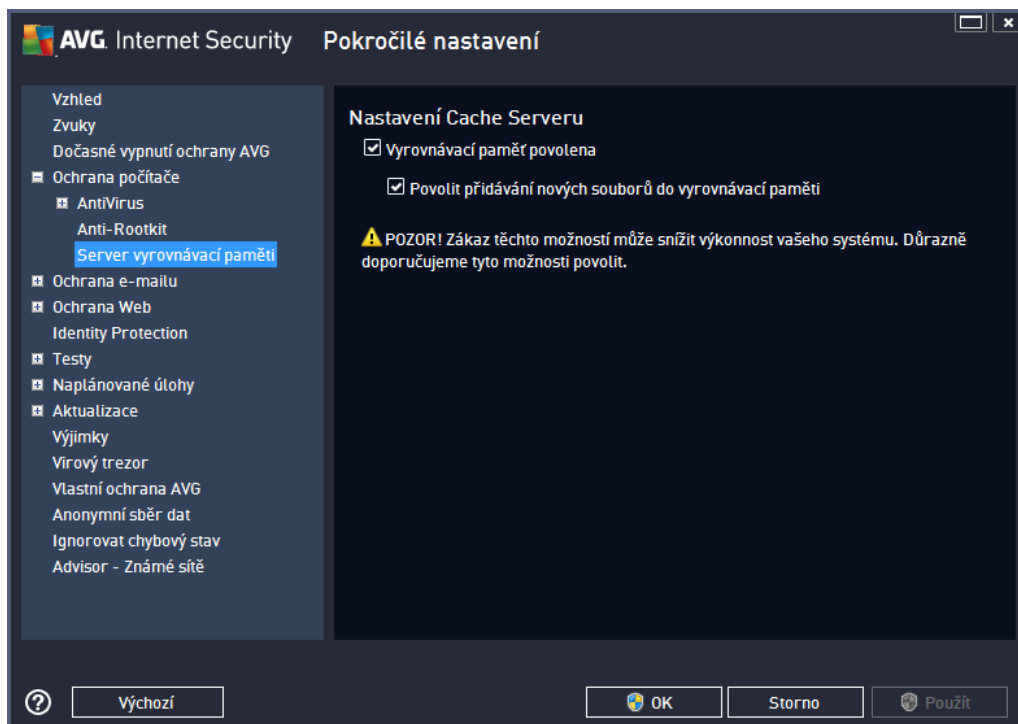 AVG. Internet Security Pokročilé nastavení
Vzhled
Zvuky
Dočasné vypnutí ochrany AVG
Ochrana počítače
AntiVirus
Anti-Rootkit
Server vyrovnávací paměti
Ochrana e-mailu
Ochrana Web
Identity Protection
Testy
Naplánované úlohy
Aktualizace
Výjimky
Virový trezor
Vlastní ochrana AVG
Anonymní sběr dat
Ignorovat chybový stav
Advisor - Známé sítě
Nastavení Cache Serveru
Vyrovnávací paměť povolena
Povolit přidávání nových souborů do vyrovnávací paměti
POZOR! Zákaz těchto možností může snížit výkonnost vašeho systému. Důrazně
doporučujeme tyto možnosti povolit.
Výchozí
OK
Storno
Použít